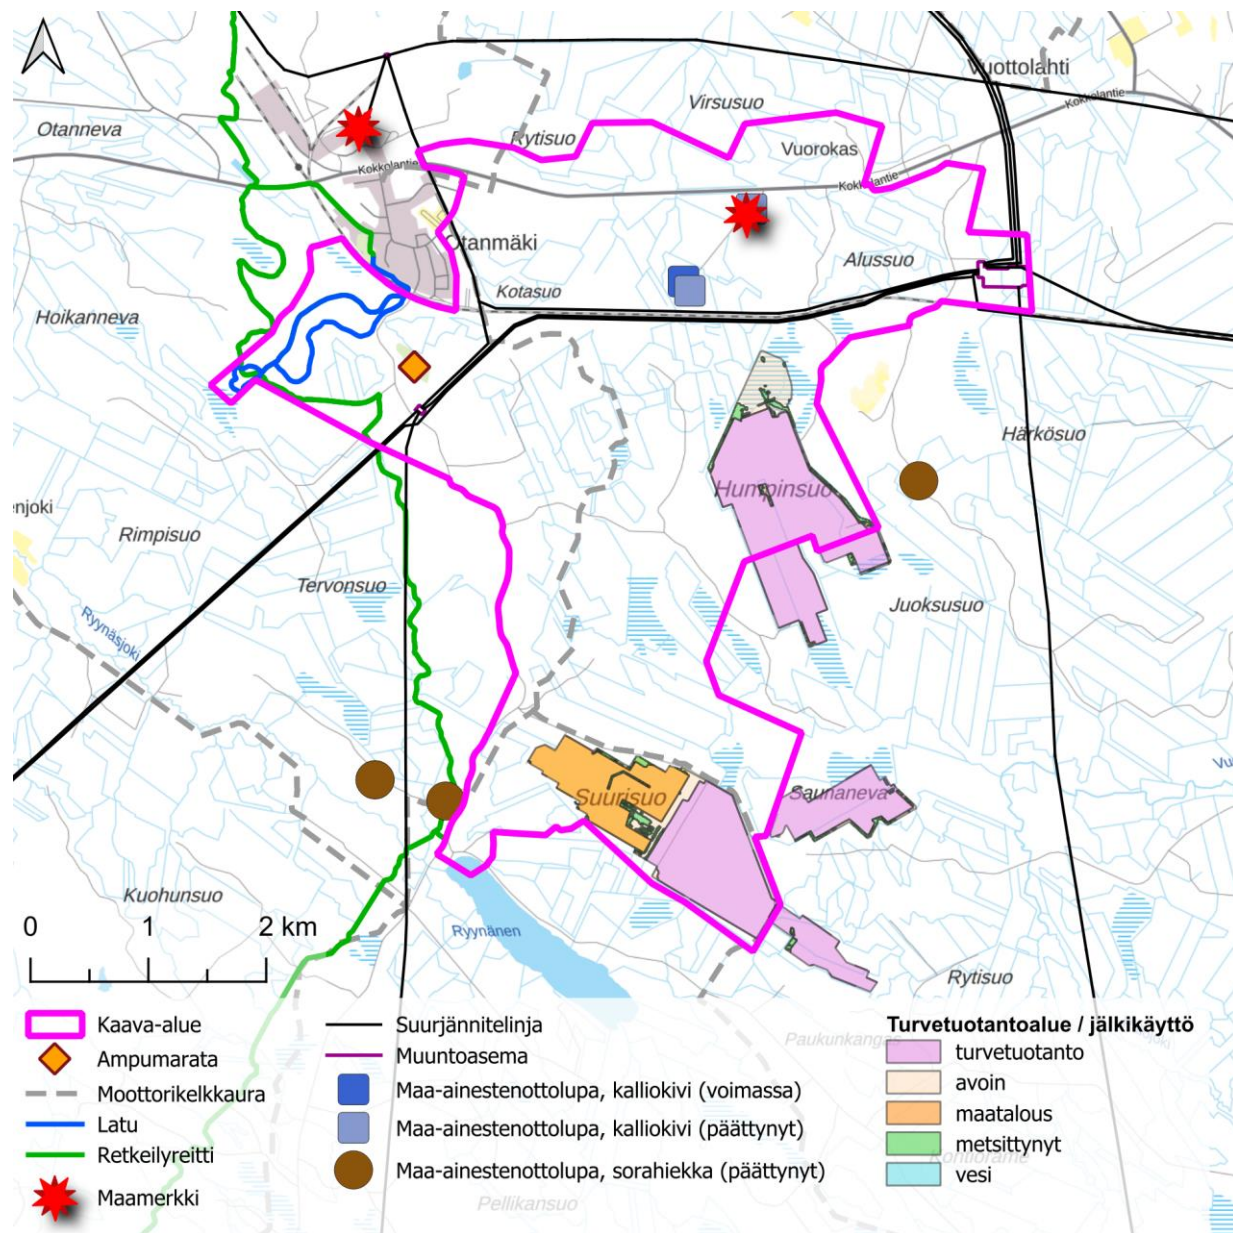 Vuottolahti
Virsusuo
Kokkolantie
Otanneva
Rytisuo
Vuorokas
Kokkolantie
Kokkolantie
Otanmäki
Alussuo
Kotasuo
Hoikanneva
Härkösuo
Humpinsuo
enjoki
Rimpisuo
Tervonsuo
Juoksusuo
Ryynäsjoki
Vu
Suurisuo
Saunaneva
Kuohunsuo
0 1 2 km
Ryynänen
Rytisuo
Kaava-alue
Ampumarata
Moottorikelkkaura
Latu
Retkeilyreitti
Maamerkki
Suurjännitelinja
Muuntoasema
Maa-ainestenottolupa, kalliokivi (voimassa)
Maa-ainestenottolupa, kalliokivi (päättynyt)
Maa-ainestenottolupa, sorahiekka (päättynyt)
Turvetuotantoalue / jälkikäyttö
turvetuotanto
avoin
maatalous
metsittynyt
vesi
Paukunkangas
Pellikansuo